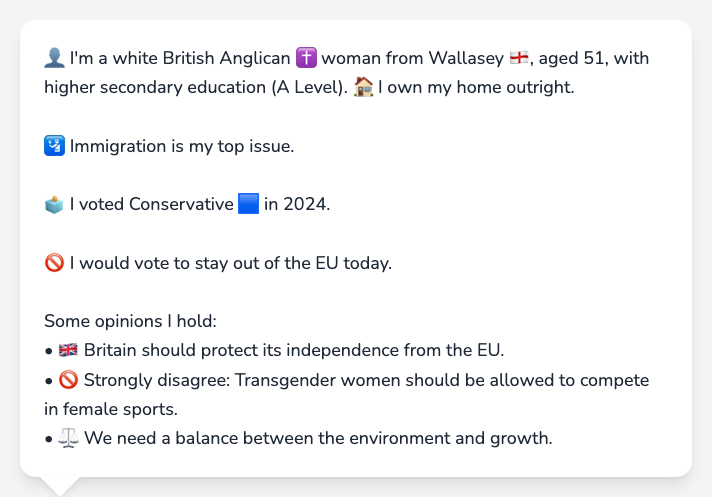 👤 I'm a white British Anglican ✝️ woman from Wallasey 🏴󠁧󠁢󠁥󠁮󠁧󠁿, aged 51, with
higher secondary education (A Level). 🏠 I own my home outright.
🛂 Immigration is my top issue.
🗳️ I voted Conservative 🟦 in 2024.
🚫 I would vote to stay out of the EU today.
Some opinions I hold:
• 🇬🇧 Britain should protect its independence from the EU.
• 🚫 Strongly disagree: Transgender women should be allowed to compete
in female sports.
• ⚖️ We need a balance between the environment and growth.